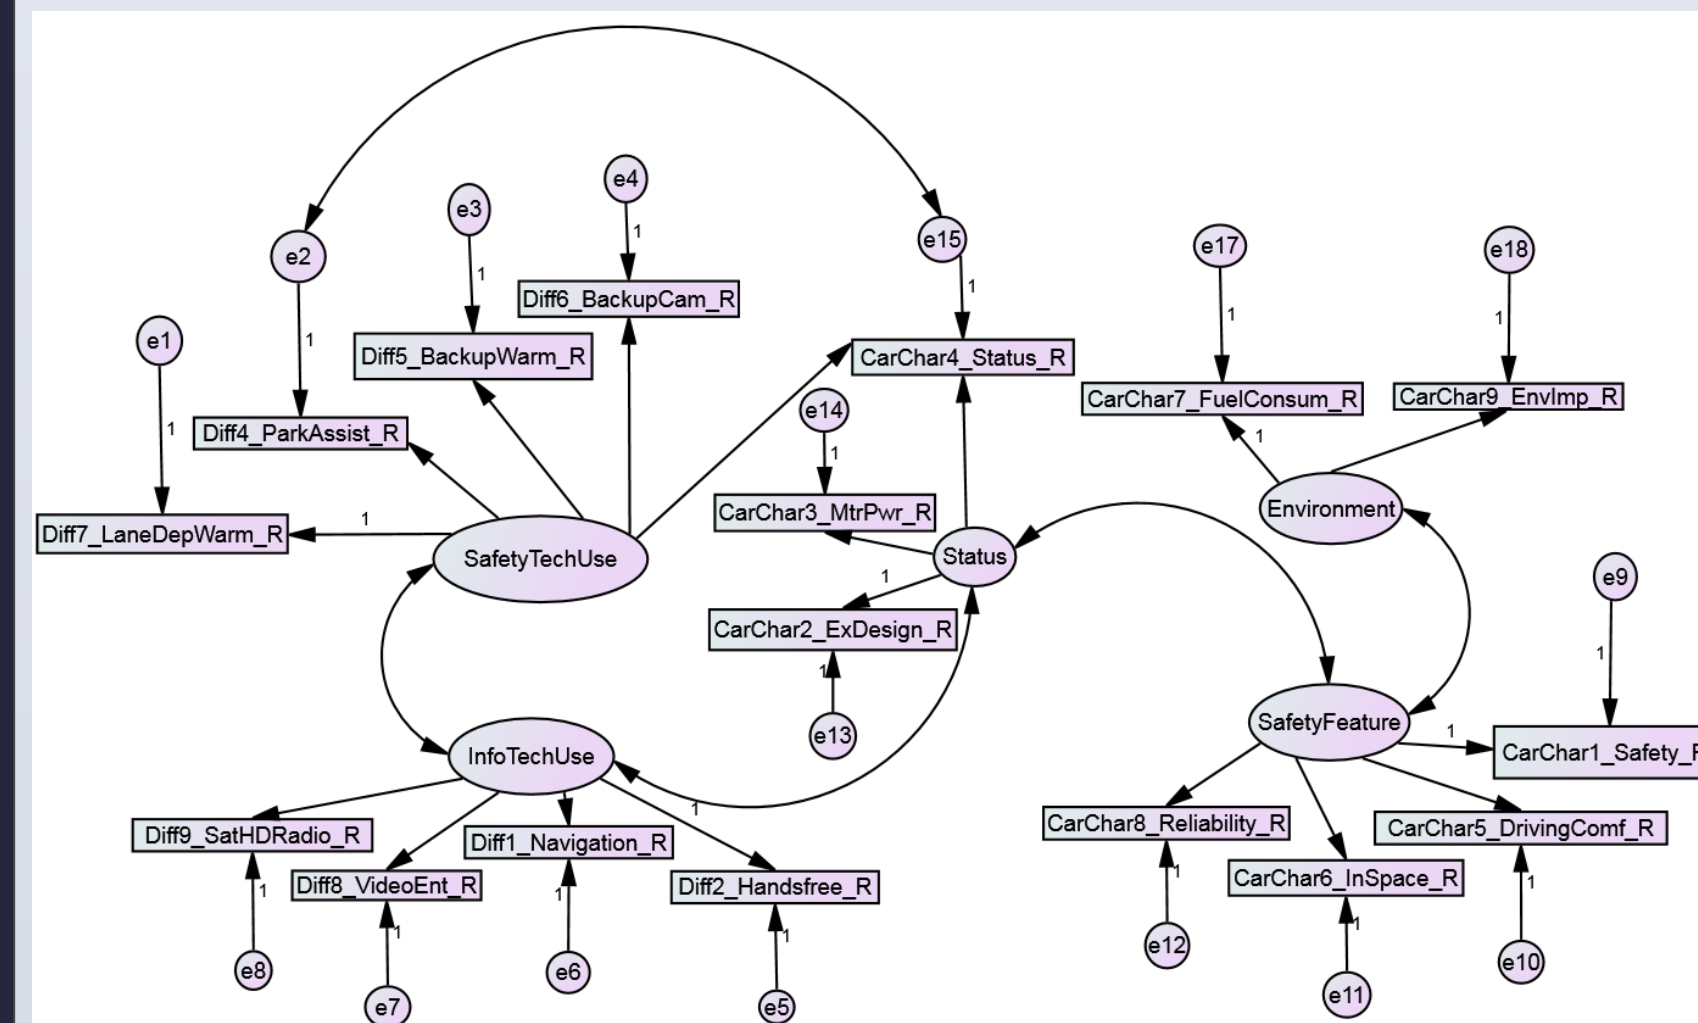 e4
e3
e15
e17
e18
e2
1
1
1
Diff6_BackupCam_R
1
1
e1
1
Diff5_BackupWarm_R
CarChar4_Status_R
CarChar7_FuelConsum_R
CarChar9_EnvImp_R
e14
1
Diff4_ParkAssist_R
1
1
CarChar3_MtrPwr_R
Environment
1
Diff7_LaneDepWarm_R
SafetyTechUse
Status
1
e9
CarChar2_ExDesign_R
1
1
e13
SafetyFeature
1
CarChar1_Safety_
InfoTechUse
1
Diff9_SatHDRadio_R
Diff1_Navigation_R
CarChar8_Reliability_R
CarChar5_DrivingComf_R
Diff8_VideoEnt_R
Diff2_Handsfree_R
CarChar6_InSpace_R
1
1
1
1
1
1
1
1
e8
e6
e12
e10
e7
e5
e11